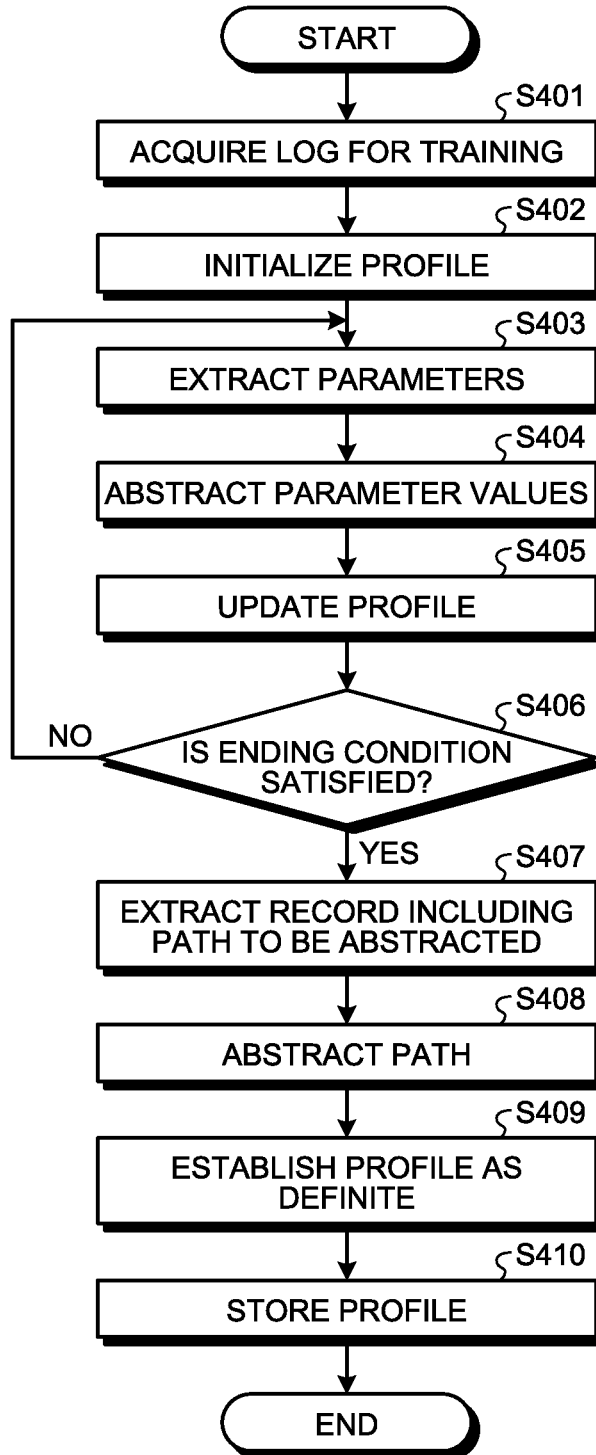 START
S401
ACQUIRE LOG FOR TRAINING
S402
INITIALIZE PROFILE
S403
EXTRACT PARAMETERS
S404
ABSTRACT PARAMETER VALUES
S405
UPDATE PROFILE
S406
NO
IS ENDING CONDITION
SATISFIED?
YES
S407
EXTRACT RECORD INCLUDING
PATH TO BE ABSTRACTED
S408
ABSTRACT PATH
S409
ESTABLISH PROFILE AS
DEFINITE
S410
STORE PROFILE
END